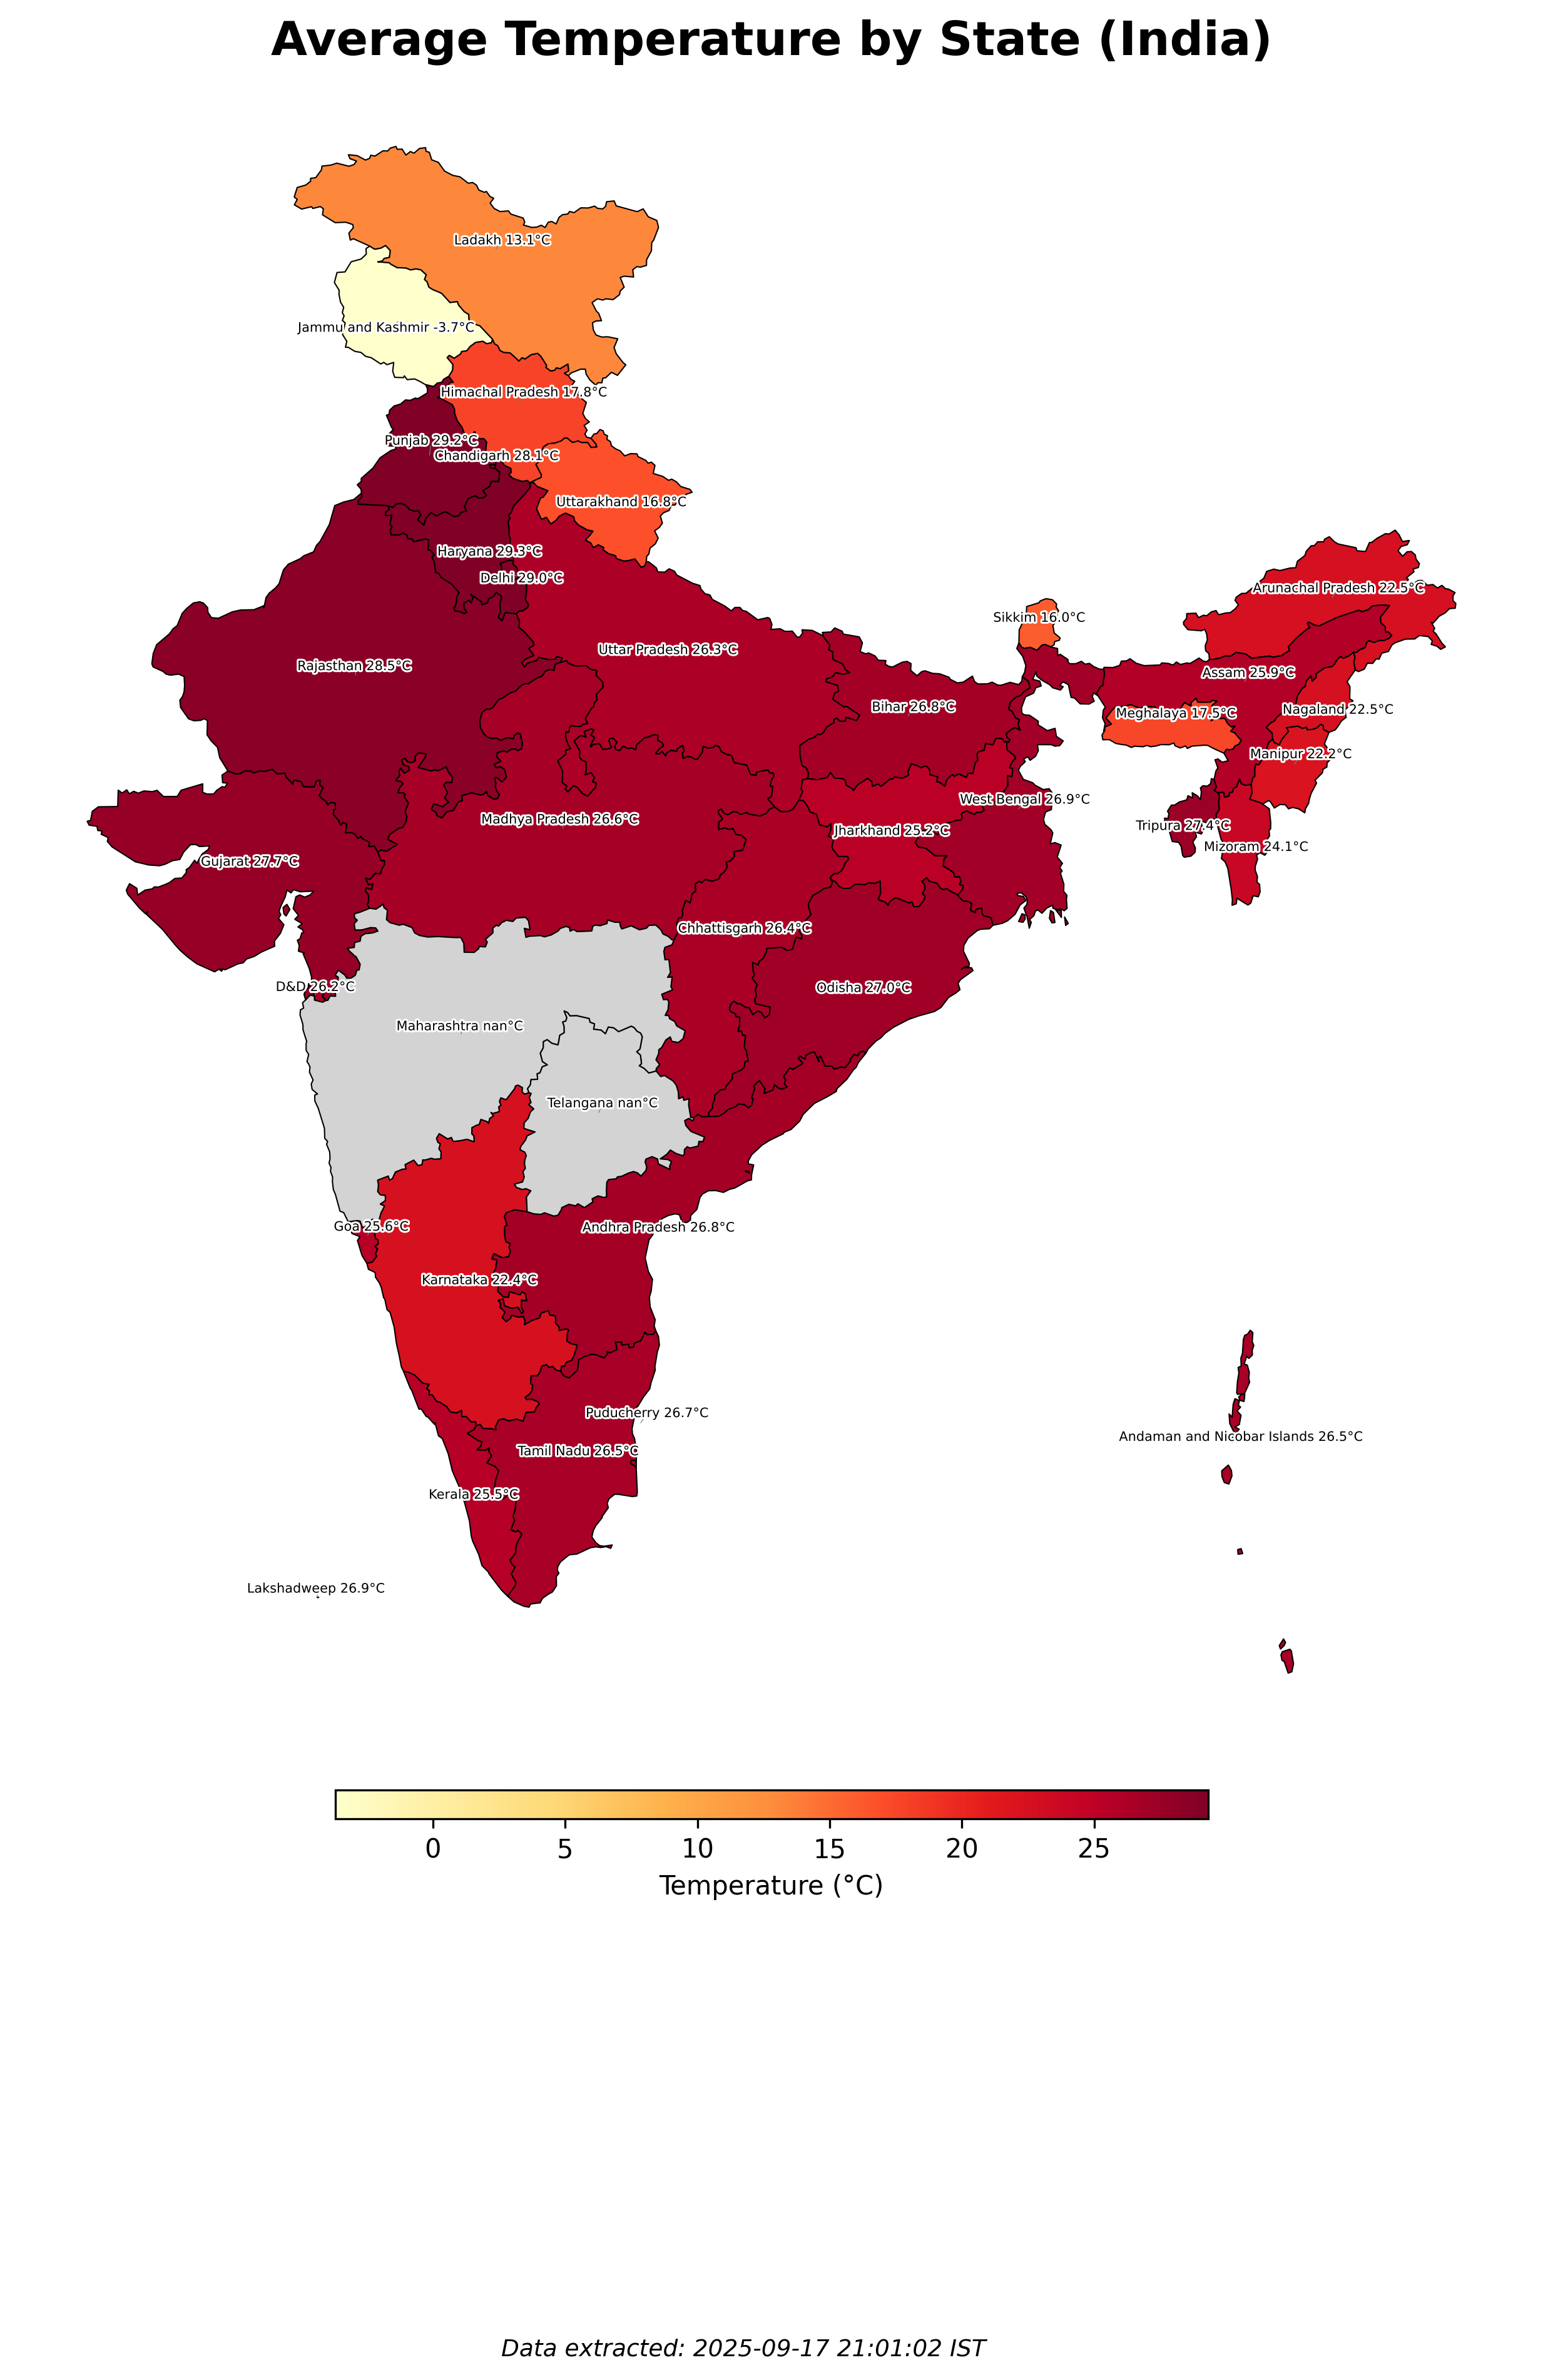 Average Temperature by State (India)
Ladakh 13.1°C
Jammu and Kashmir -3.7°C
Himachal Pradesh 17.8°C
Punjab 29.2°C
Chandigarh 28.1°C
Uttarakhand 16.8°C
Haryana 29.3°C
Delhi 29.0°C
Arunachal Pradesh 22.5°C
Sikkim 16.0°C
Uttar Pradesh 26.3°C
Rajasthan 28.5°C
Assam 25.9°C
Bihar 26.8°C
Meghalaya 17.5°C
Nagaland 22.5°C
Manipur 22.2°C
West Bengal 26.9°C
Madhya Pradesh 26.6°C
Tripura 27.4°C
Jharkhand 25.2°C
Mizoram 24.1°C
Gujarat 27.7°C
Chhattisgarh 26.4°C
D&D 26.2°C
Odisha 27.0°C
Maharashtra nan°C
Telangana nan°C
Goa 25.6°C
Andhra Pradesh 26.8°C
Karnataka 22.4°C
Puducherry 26.7°C
Andaman and Nicobar Islands 26.5°C
Tamil Nadu 26.5°C
Kerala 25.5°C
Lakshadweep 26.9°C
0 5 10 15 20 25
Temperature (°C)
Data extracted: 2025-09-17 21:01:02 IST